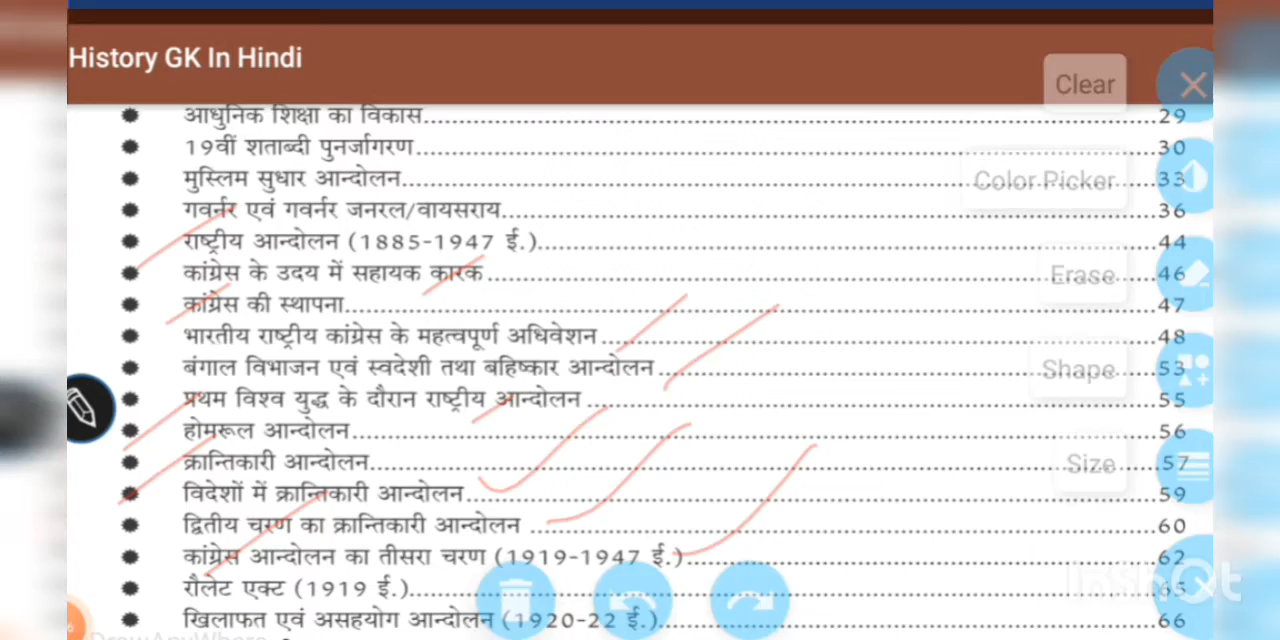 History GK In Hindi
Clear
आधुनिक शिक्षा का विकास 29
19वीं शताब्दी पुनर्जागरण 30
मुस्लिम सुधार आन्दोलन 33
Color Picker
गवर्नर एवं गवर्नर जनरल/वायसराय 36
राष्ट्रीय आन्दोलन (1885-1947 ई.) 44
कांग्रेस के उदय में सहायक कारक 46
Erase
कांग्रेस की स्थापना 47
भारतीय राष्ट्रीय कांग्रेस के महत्वपूर्ण अधिवेशन 48
बंगाल विभाजन एवं स्वदेशी तथा बहिष्कार आन्दोलन 53
Shape
प्रथम विश्व युद्ध के दौरान राष्ट्रीय आन्दोलन 55
होमरूल आन्दोलन 56
क्रान्तिकारी आन्दोलन 57
Size
विदेशों में क्रान्तिकारी आन्दोलन 59
द्वितीय चरण का क्रान्तिकारी आन्दोलन 60
कांग्रेस आन्दोलन का तीसरा चरण (1919-1947 ई.) 62
रौलेट एक्ट (1919 ई.) 65
InShOt
खिलाफत एवं असहयोग आन्दोलन (1920-22 ई.) 66
DrawAnyWhere